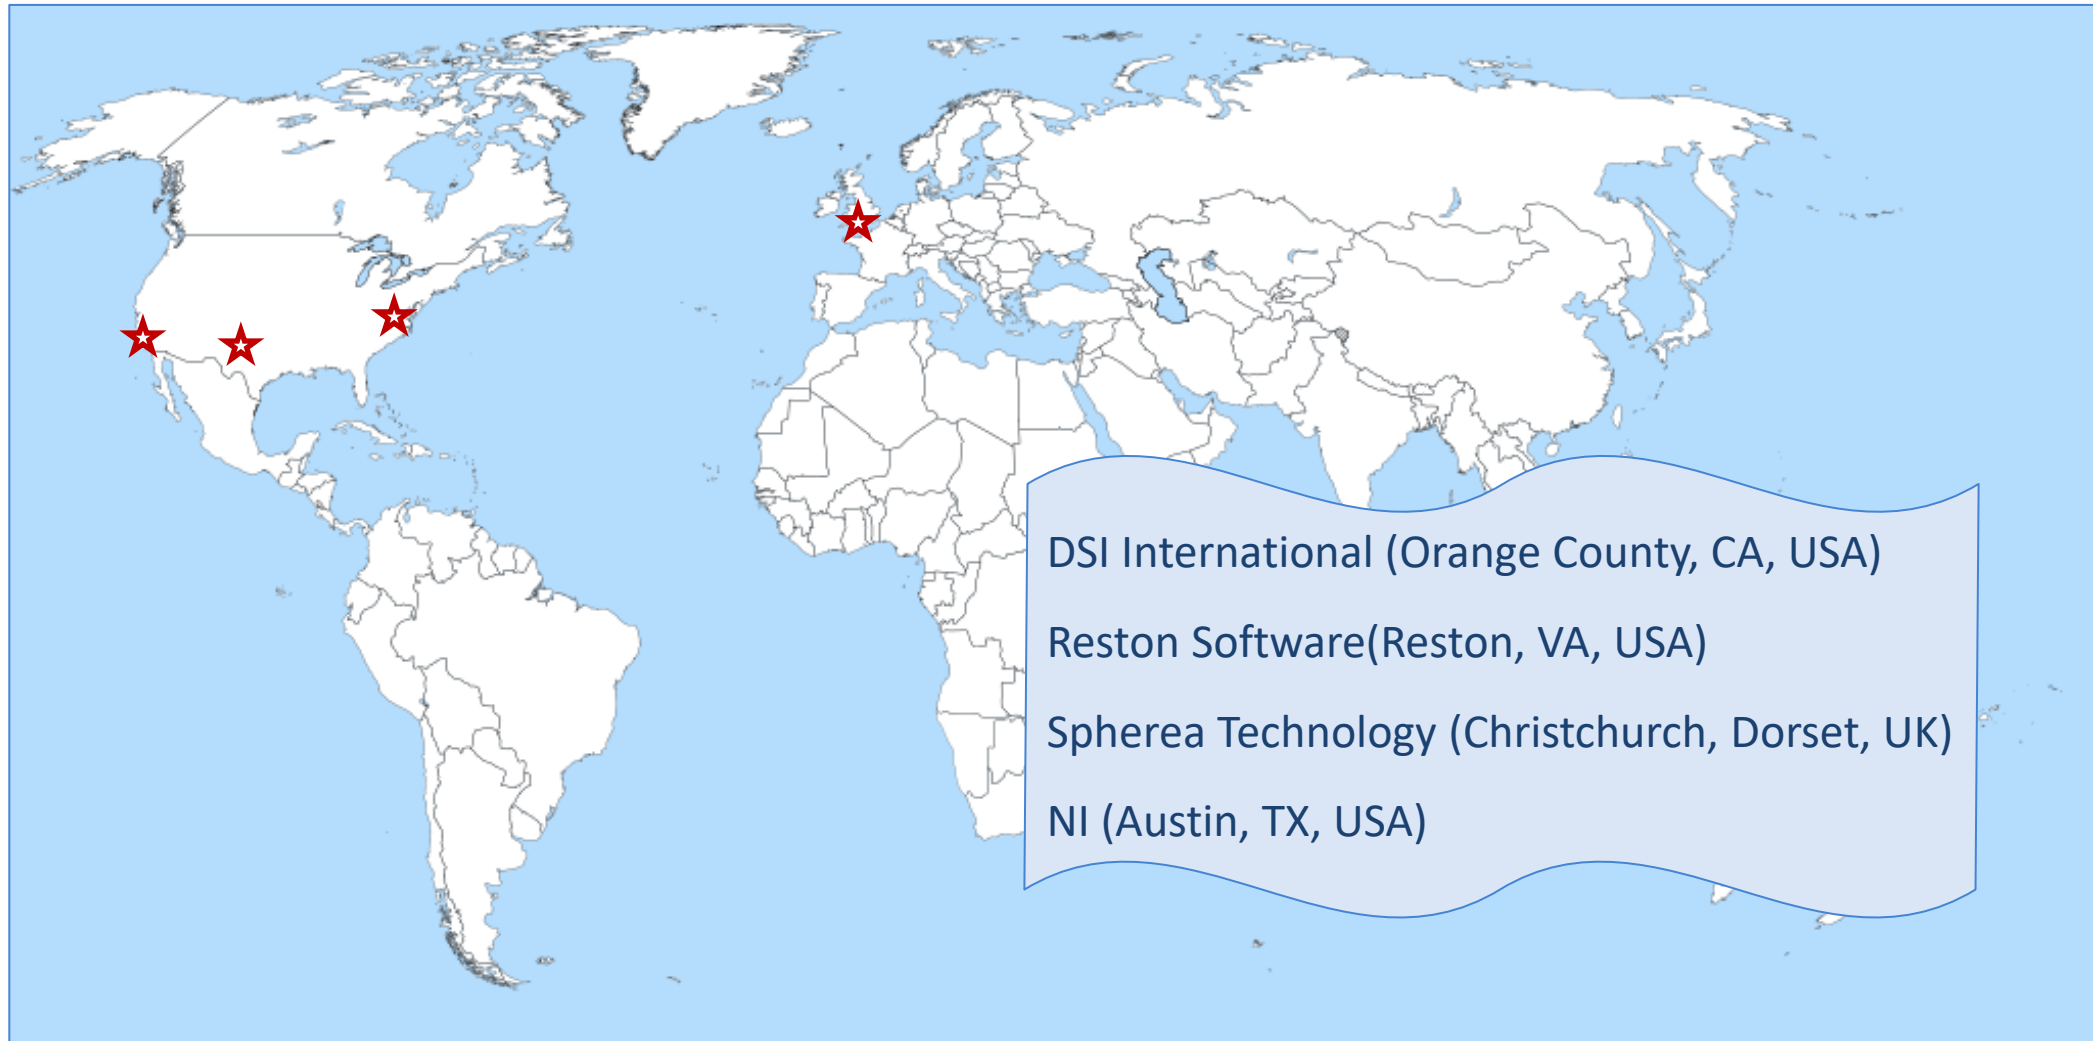 DSI International (Orange County, CA, USA)
Reston Software(Reston, VA, USA)
Spherea Technology (Christchurch, Dorset, UK)
NI (Austin, TX, USA)